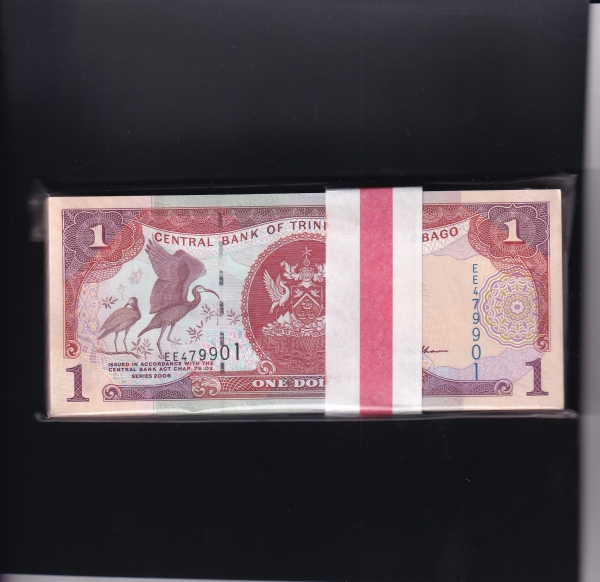 1
CENTRAL BANK OF TRIN
BAGO
1
EE479901
EE479901
ISSUED IN ACCORDANCE WITH THE
CENTRAL BANK ACT CHAP. 79:02.
SERIES 2006
1
ONE DOL
1